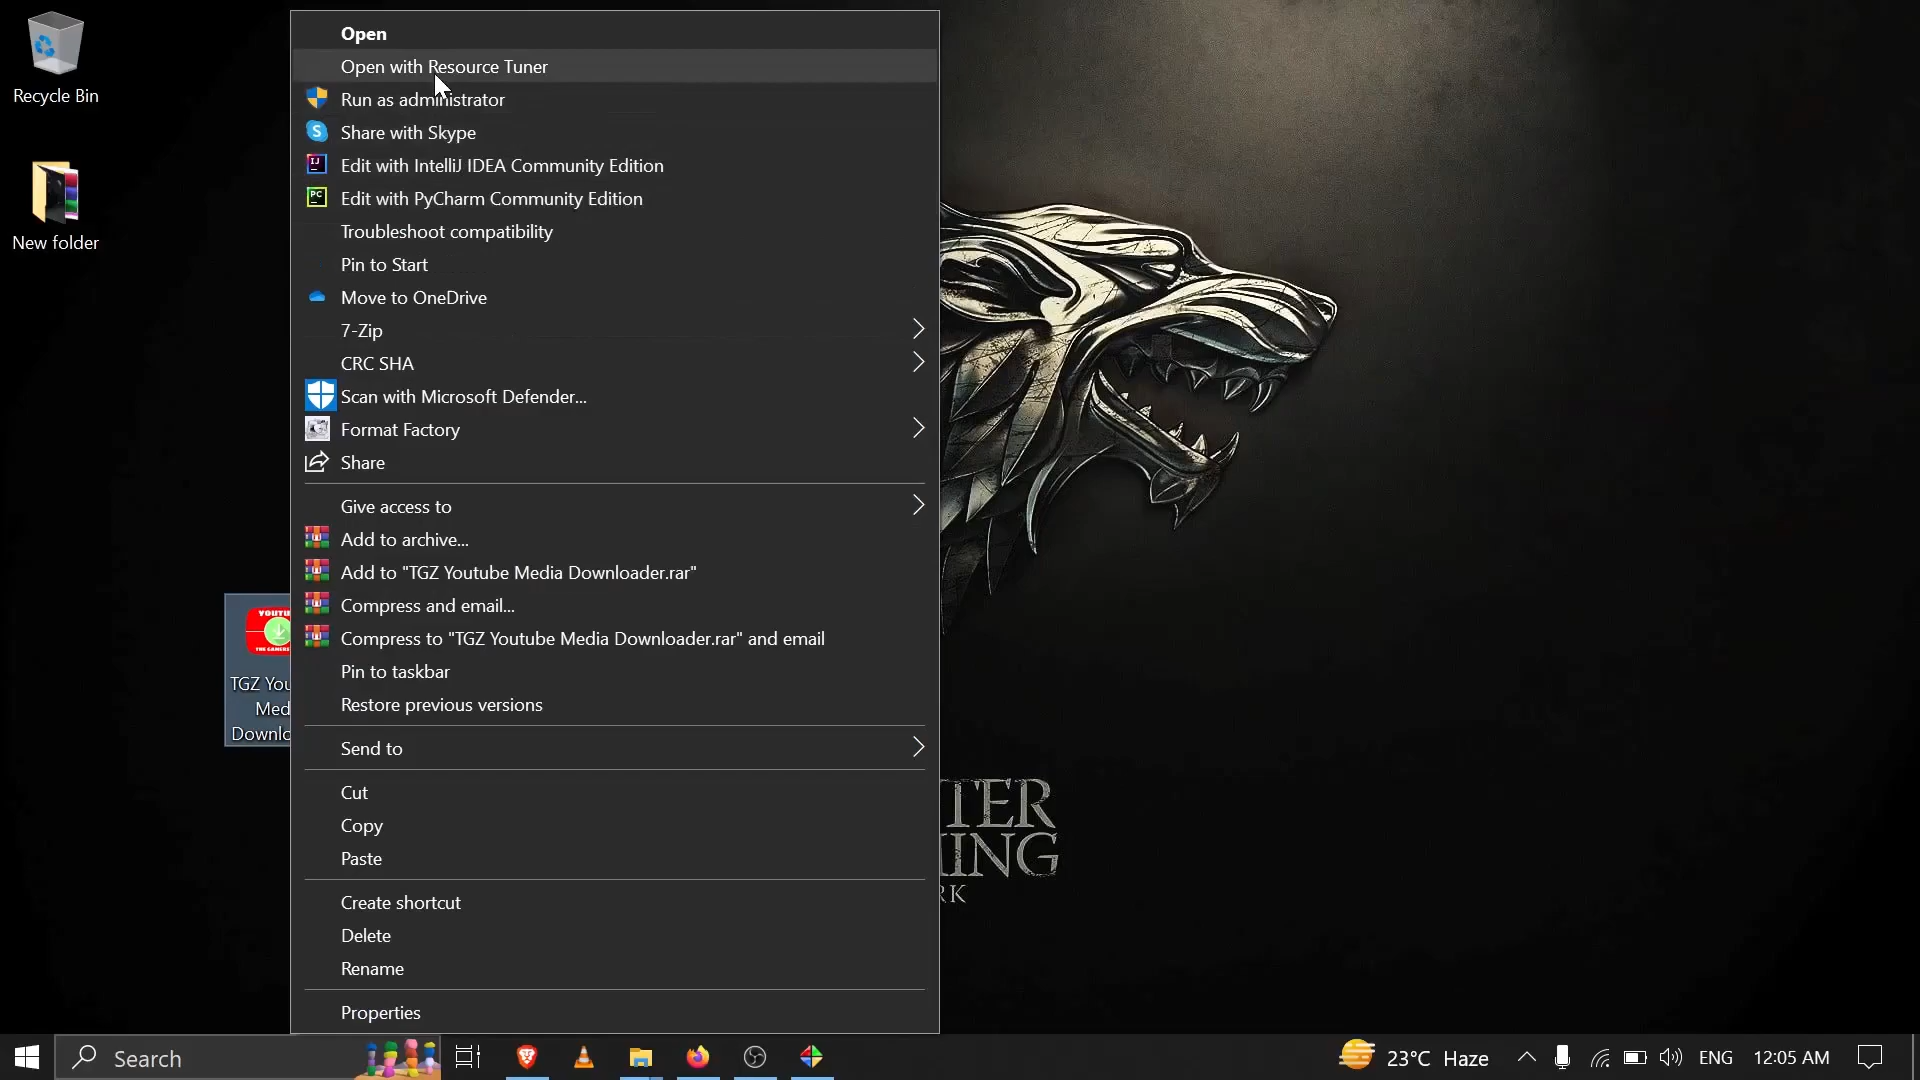 Recycle Bin
New folder
Open
Open with Resource Tuner
Run as administrator
Share with Skype
Edit with IntelliJ IDEA Community Edition
Edit with PyCharm Community Edition
Troubleshoot compatibility
Pin to Start
Move to OneDrive
7-Zip
CRC SHA
Scan with Microsoft Defender...
Format Factory
Share
Give access to
Add to archive...
Add to "TGZ Youtube Media Downloader.rar"
Compress and email...
Compress to "TGZ Youtube Media Downloader.rar" and email
Pin to taskbar
Restore previous versions
Send to
Cut
Copy
Paste
Create shortcut
Delete
Rename
Properties
YOUTU
TGZ You
Med
Downlo
TER
ING
RK
Search
23°C Haze
ENG
12:05 AM